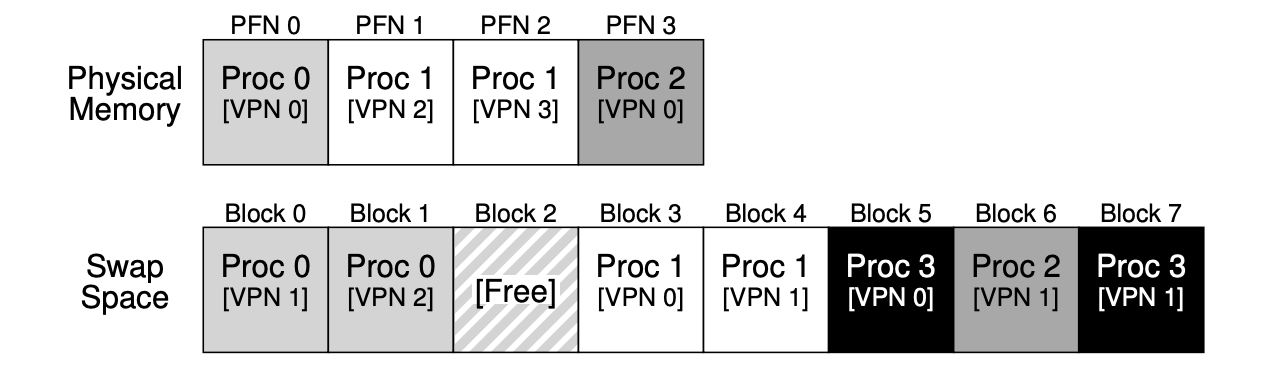 PFN 0 PFN 1 PFN 2 PFN 3
Physical Memory
Proc 0 Proc 1 Proc 1 Proc 2
[VPN 0] [VPN 2] [VPN 3] [VPN 0]
Block 0 Block 1 Block 2 Block 3 Block 4 Block 5 Block 6 Block 7
Swap Space
Proc 0 Proc 0 [Free] Proc 1 Proc 1 Proc 3 Proc 2 Proc 3
[VPN 1] [VPN 2] [VPN 0] [VPN 1] [VPN 0] [VPN 1] [VPN 1]